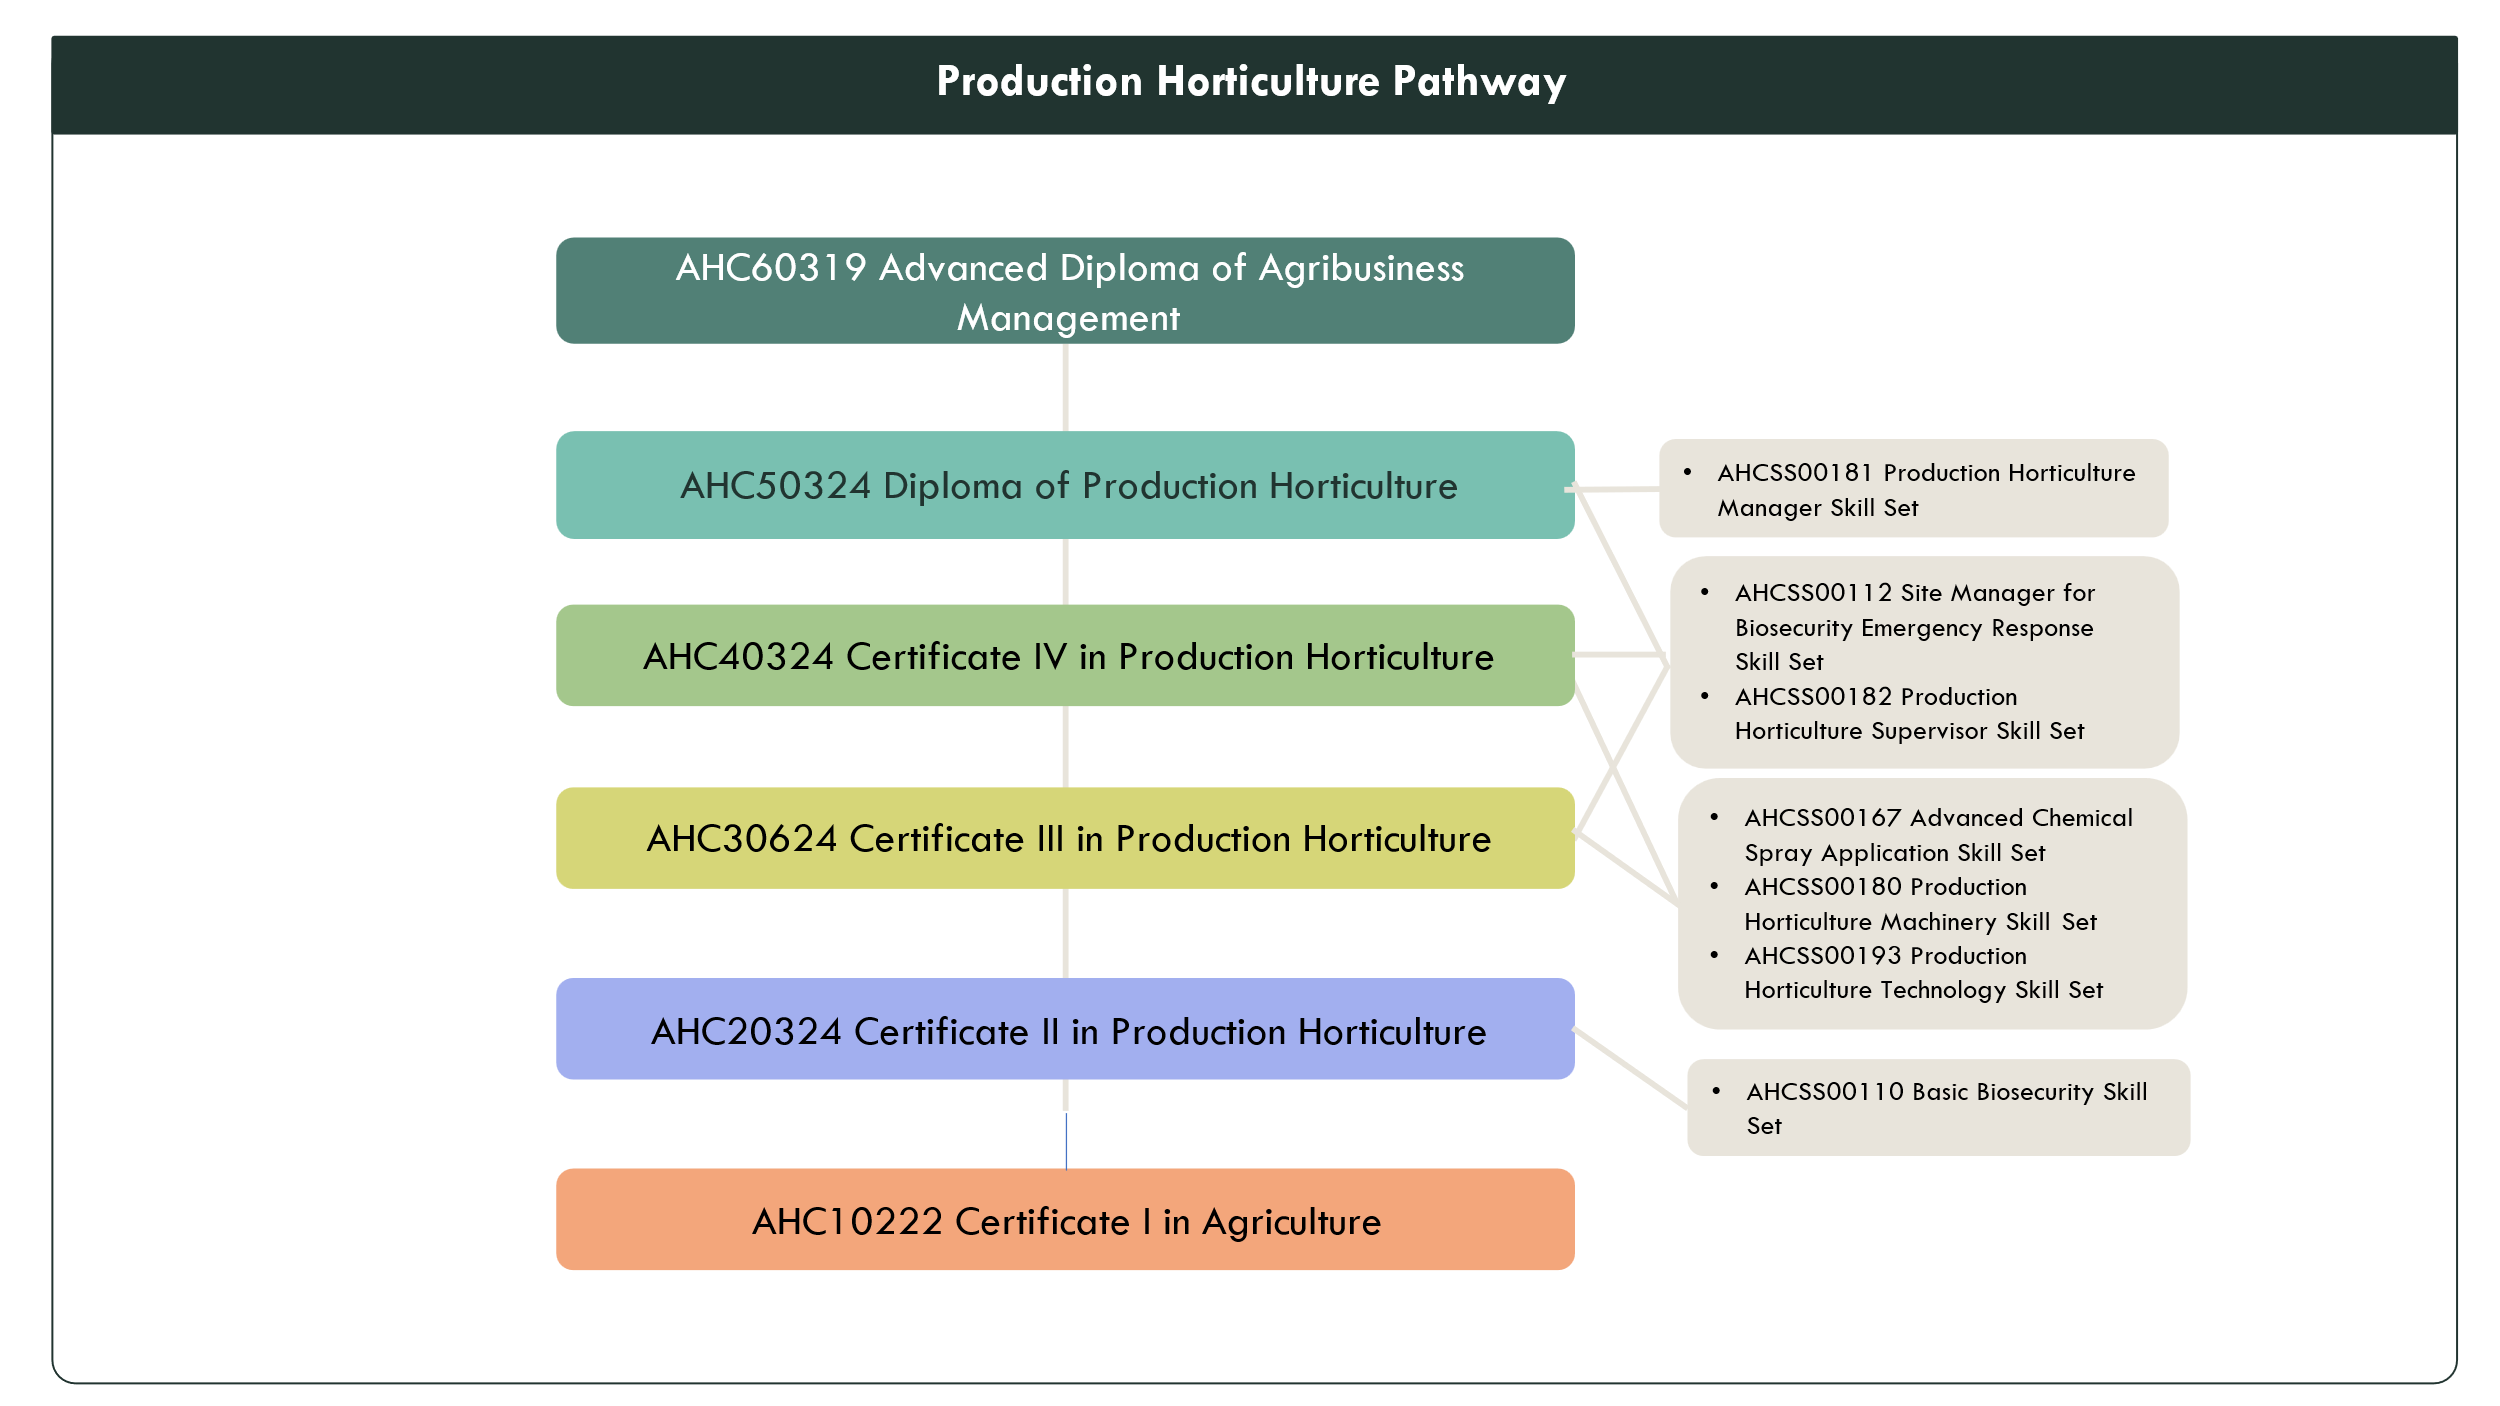 Production Horticulture Pathway
AHC60319 Advanced Diploma of Agribusiness
Management
AHC50324 Diploma of Production Horticulture
AHC40324 Certificate IV in Production Horticulture
AHC30624 Certificate III in Production Horticulture
AHC20324 Certificate II in Production Horticulture
AHC10222 Certificate I in Agriculture
• AHCSS00181 Production Horticulture
Manager Skill Set
• AHCSS00112 Site Manager for
Biosecurity Emergency Response
Skill Set
• AHCSS00182 Production
Horticulture Supervisor Skill Set
• AHCSS00167 Advanced Chemical
Spray Application Skill Set
• AHCSS00180 Production
Horticulture Machinery Skill Set
• AHCSS00193 Production
Horticulture Technology Skill Set
• AHCSS00110 Basic Biosecurity Skill
Set